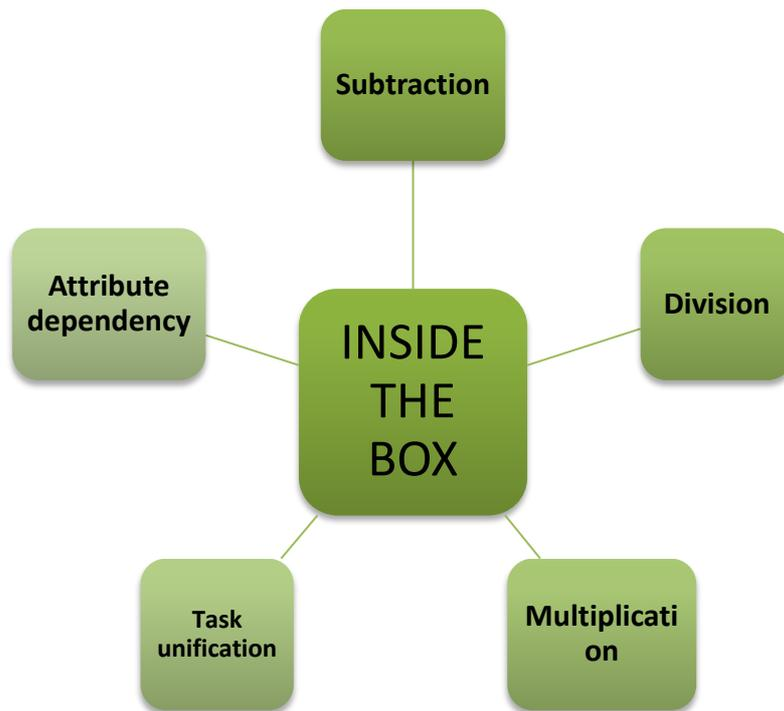 Subtraction
Attribute
dependency
Division
INSIDE
THE
BOX
Task
unification
Multiplicati
on